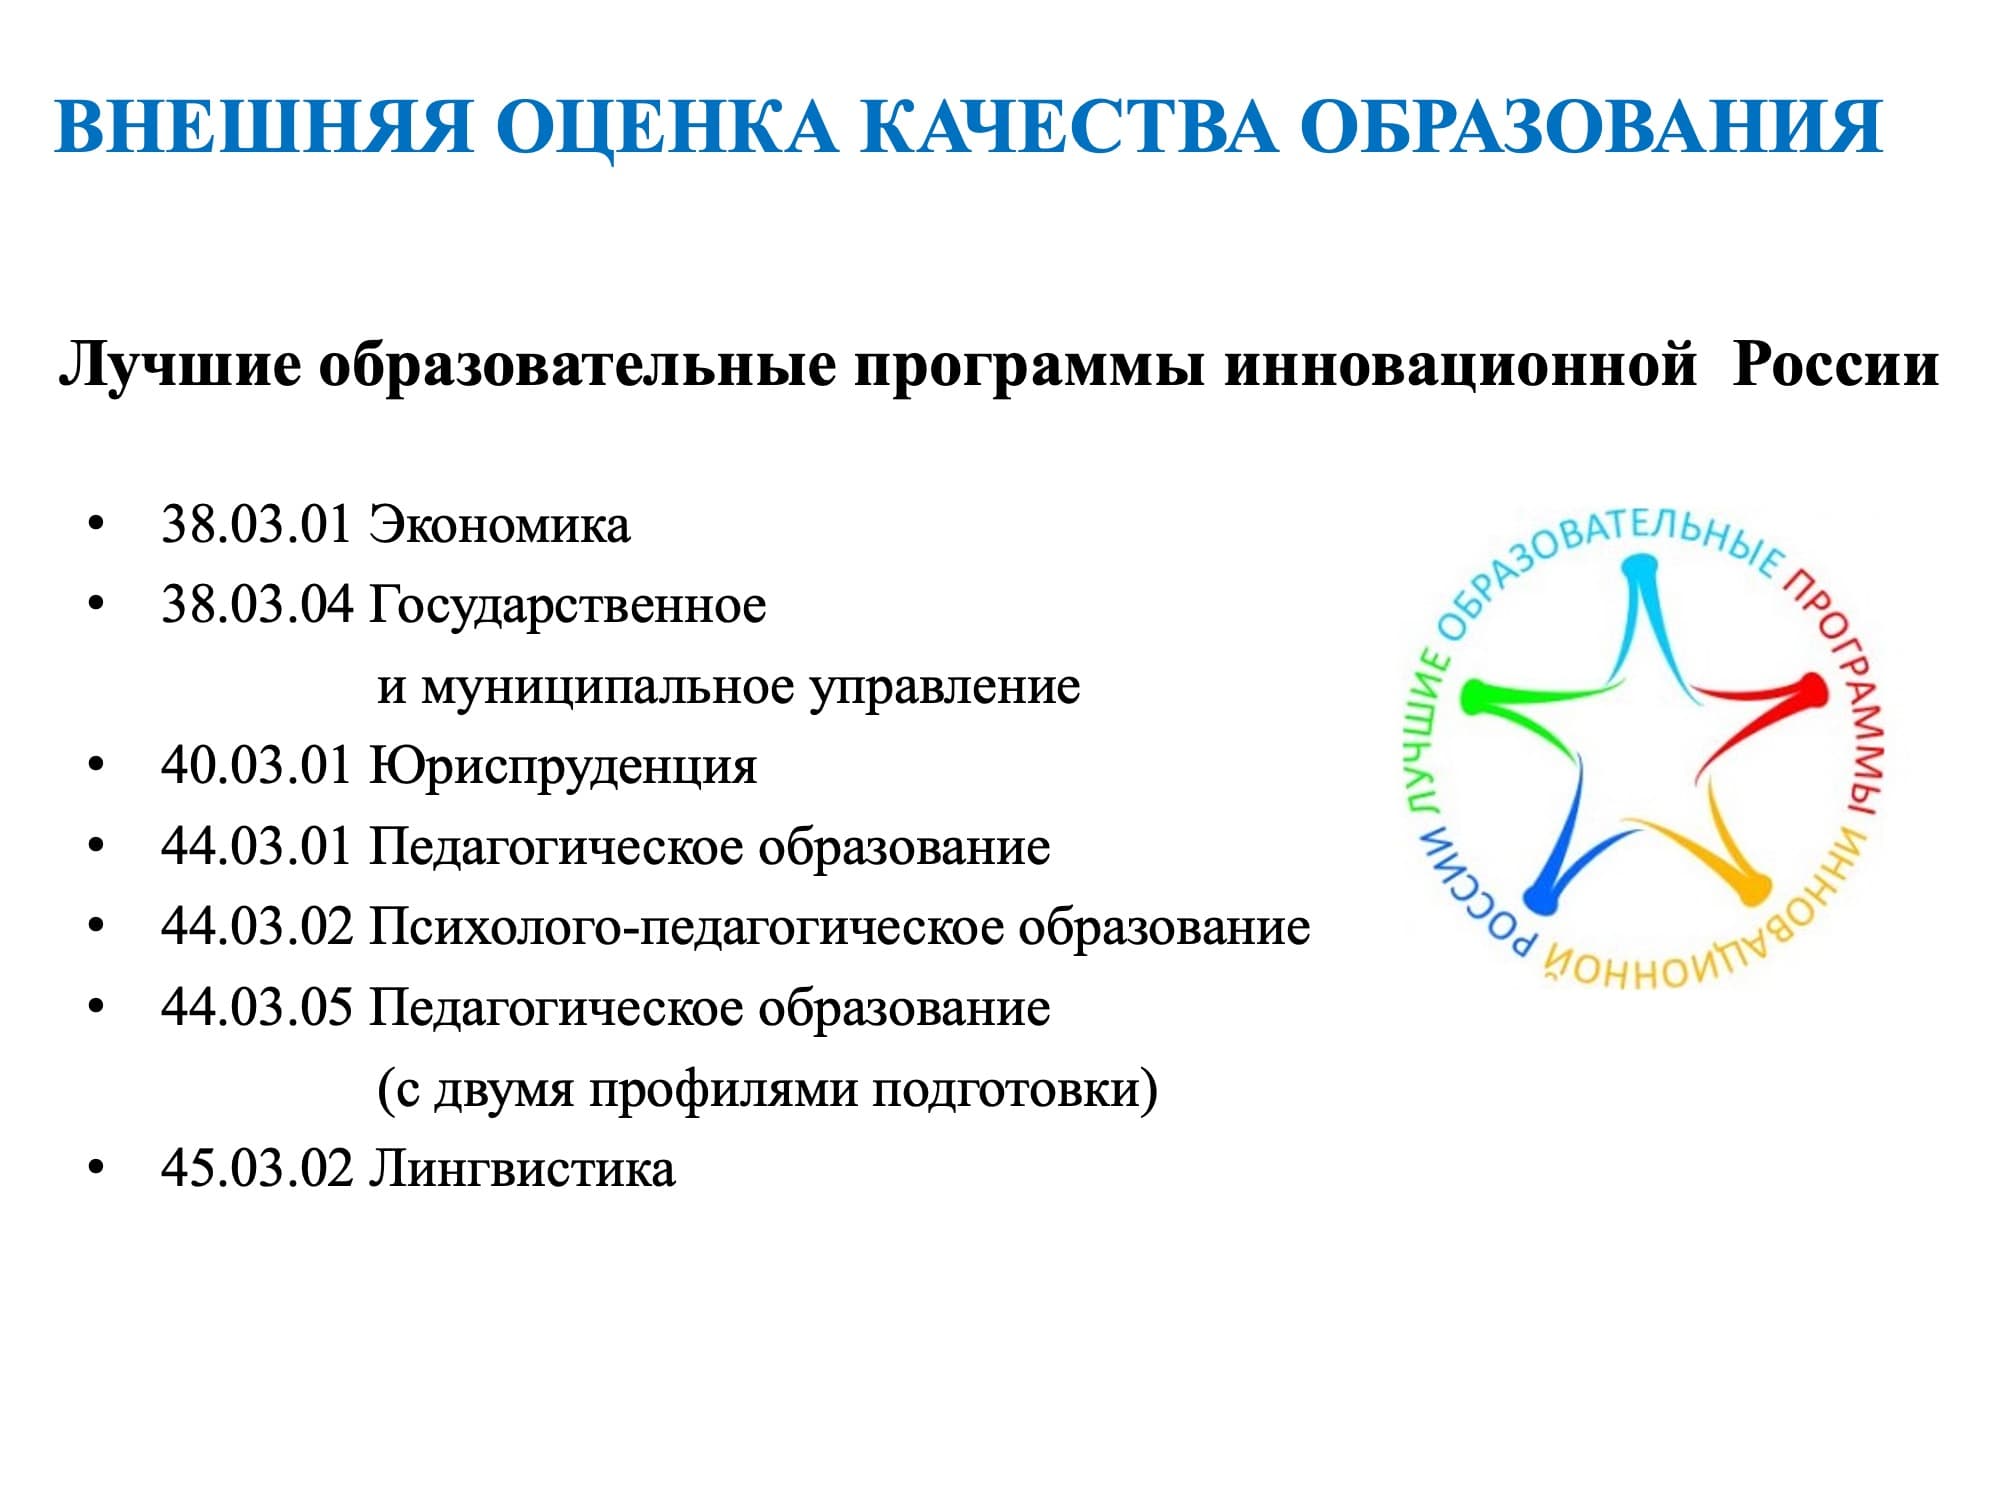 ВНЕШНЯЯ ОЦЕНКА КАЧЕСТВА ОБРАЗОВАНИЯ
Лучшие образовательные программы инновационной  России
• 38.03.01 Экономика
• 38.03.04 Государственное
и муниципальное управление
• 40.03.01 Юриспруденция
• 44.03.01 Педагогическое образование
• 44.03.02 Психолого-педагогическое образование
• 44.03.05 Педагогическое образование
(с двумя профилями подготовки)
• 45.03.02 Лингвистика
ЛУЧШИЕ ОБРАЗОВАТЕЛЬНЫЕ ПРОГРАММЫ ИННОВАЦИОННОЙ РОССИИ